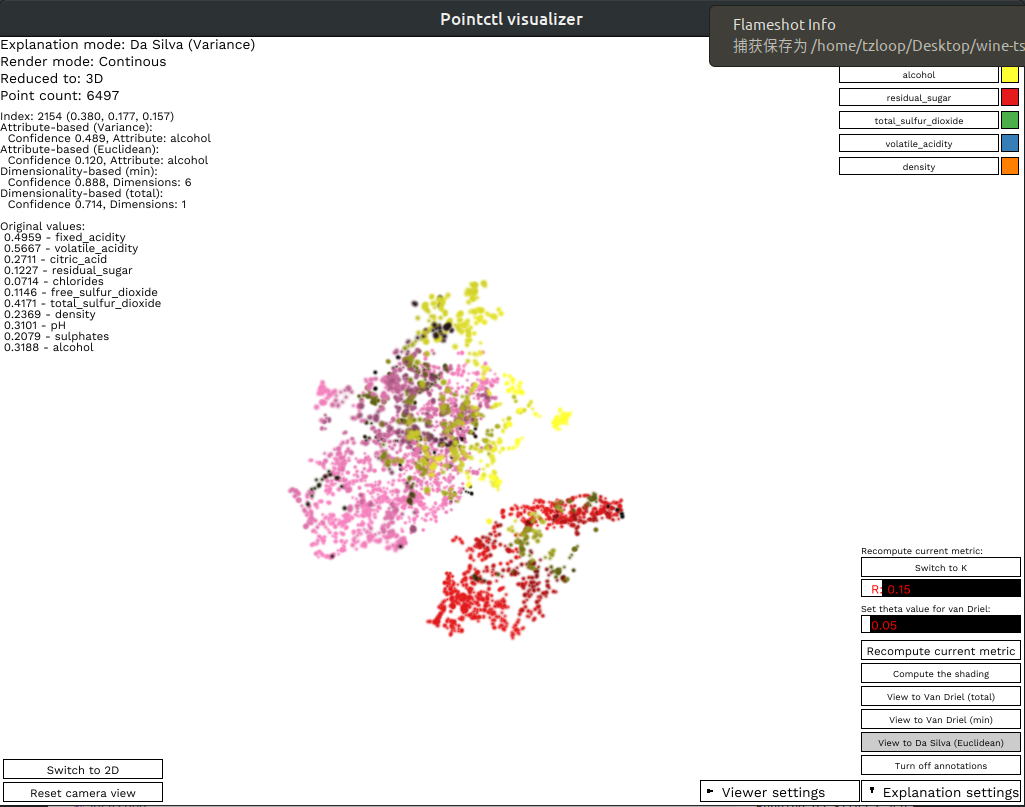 Pointctl visualizer
Flameshot Info
捕获保存为 /home/tzloop/Desktop/wine-ts
Explanation mode: Da Silva (Variance)
Render mode: Continous
Reduced to: 3D
Point count: 6497
Index: 2154 (0.380, 0.177, 0.157)
Attribute-based (Variance):
Confidence 0.489, Attribute: alcohol
Attribute-based (Euclidean):
Confidence 0.120, Attribute: alcohol
Dimensionality-based (min):
Confidence 0.888, Dimensions: 6
Dimensionality-based (total):
Confidence 0.714, Dimensions: 1
Original values:
0.4959 - fixed_acidity
0.5667 - volatile_acidity
0.2711 - citric_acid
0.1227 - residual_sugar
0.0714 - chlorides
0.1146 - free_sulfur_dioxide
0.4171 - total_sulfur_dioxide
0.2369 - density
0.3101 - pH
0.2079 - sulphates
0.3188 - alcohol
alcohol
residual_sugar
total_sulfur_dioxide
volatile_acidity
density
Recompute current metric:
Switch to K
R: 0.15
Set theta value for van Driel:
0.05
Recompute current metric
Compute the shading
View to Van Driel (total)
View to Van Driel (min)
View to Da Silva (Euclidean)
Turn off annotations
Switch to 2D
Reset camera view
Viewer settings
Explanation settings